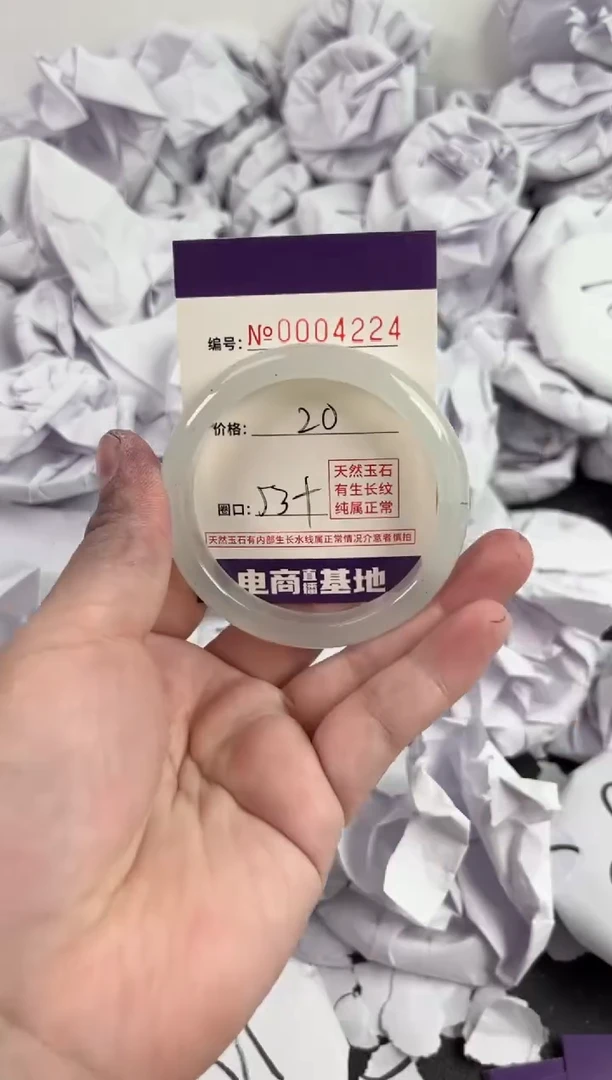 编号: №0004224
价格: 20
天然玉石
有生长纹
纯属正常
圈口: 53+
天然玉石有内部生长水线属正常情况介意者慎拍
电商直播基地